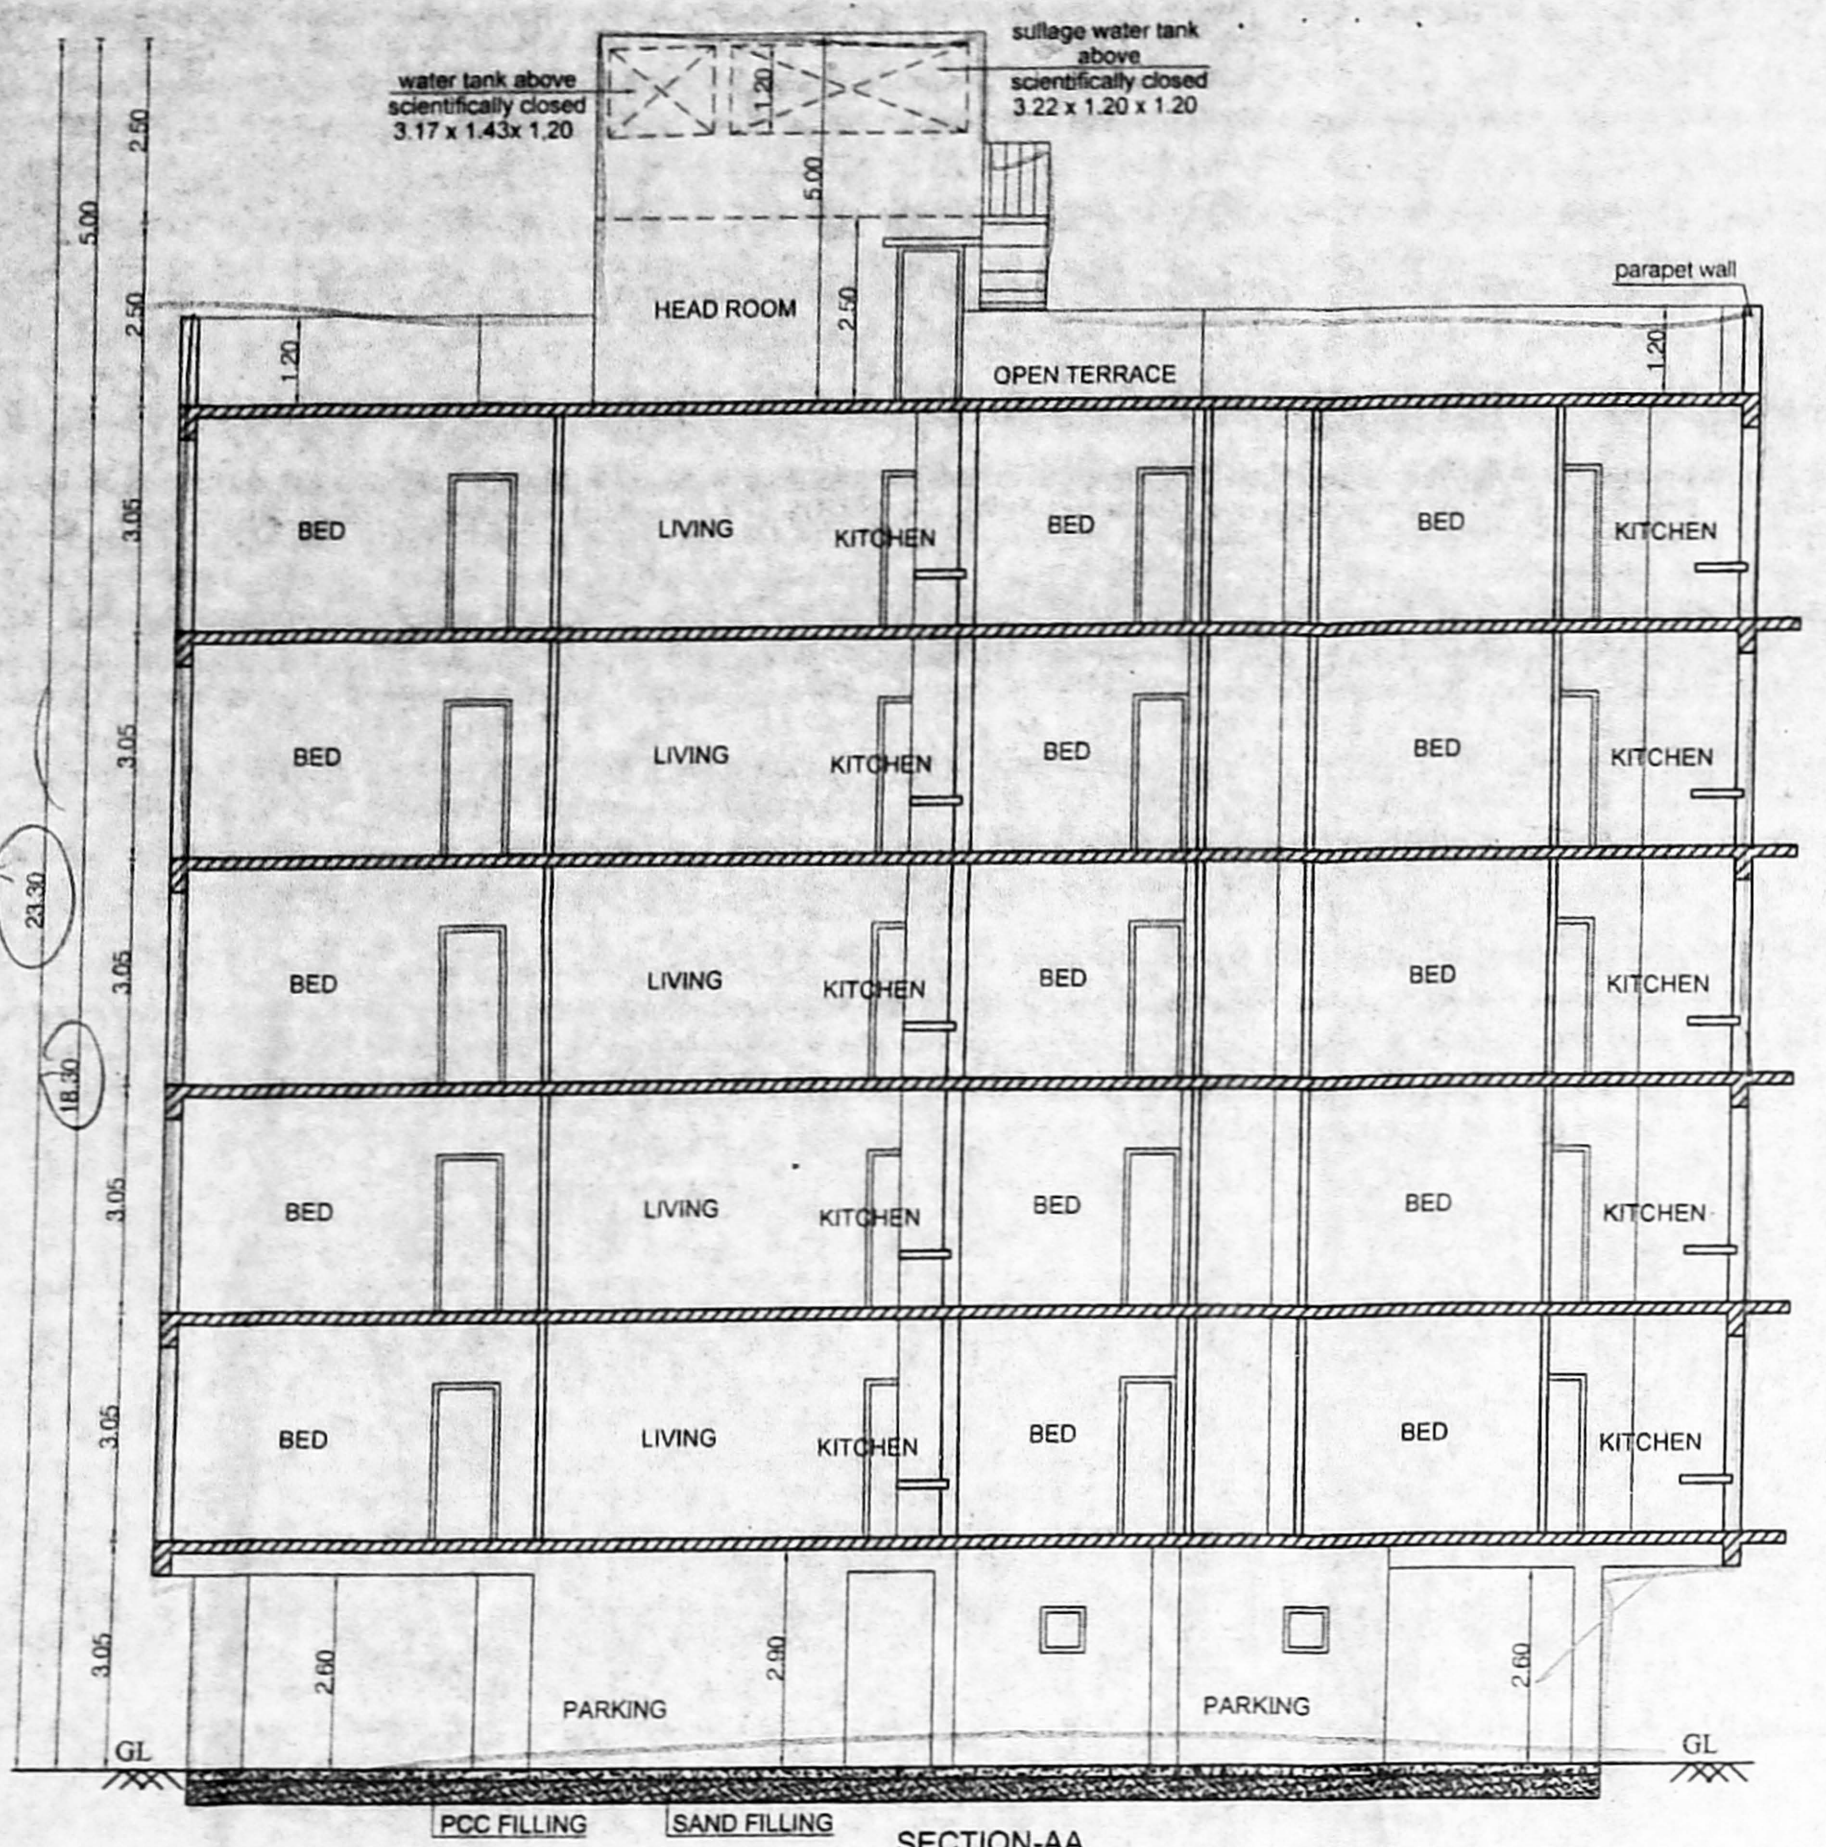 sullage water tank
above
scientifically closed
3.22 x 1.20 x 1.20
water tank above
scientifically closed
3.17 x 1.43x 1,20
1.20
2.50
5.00
5.00
parapet wall
2.50
HEAD ROOM
2.50
1.20
1.20
OPEN TERRACE
3.05
BED
LIVING
KITCHEN
BED
BED
KITCHEN
3.05
BED
LIVING
KITCHEN
BED
BED
KITCHEN
23.30
3.05
BED
LIVING
KITCHEN
BED
BED
KITCHEN
18.30
3.05
BED
LIVING
KITCHEN
BED
BED
KITCHEN
3.05
BED
LIVING
KITCHEN
BED
BED
KITCHEN
3.05
2.60
2.90
2.60
PARKING
PARKING
GL
GL
PCC FILLING
SAND FILLING
SECTION-AA